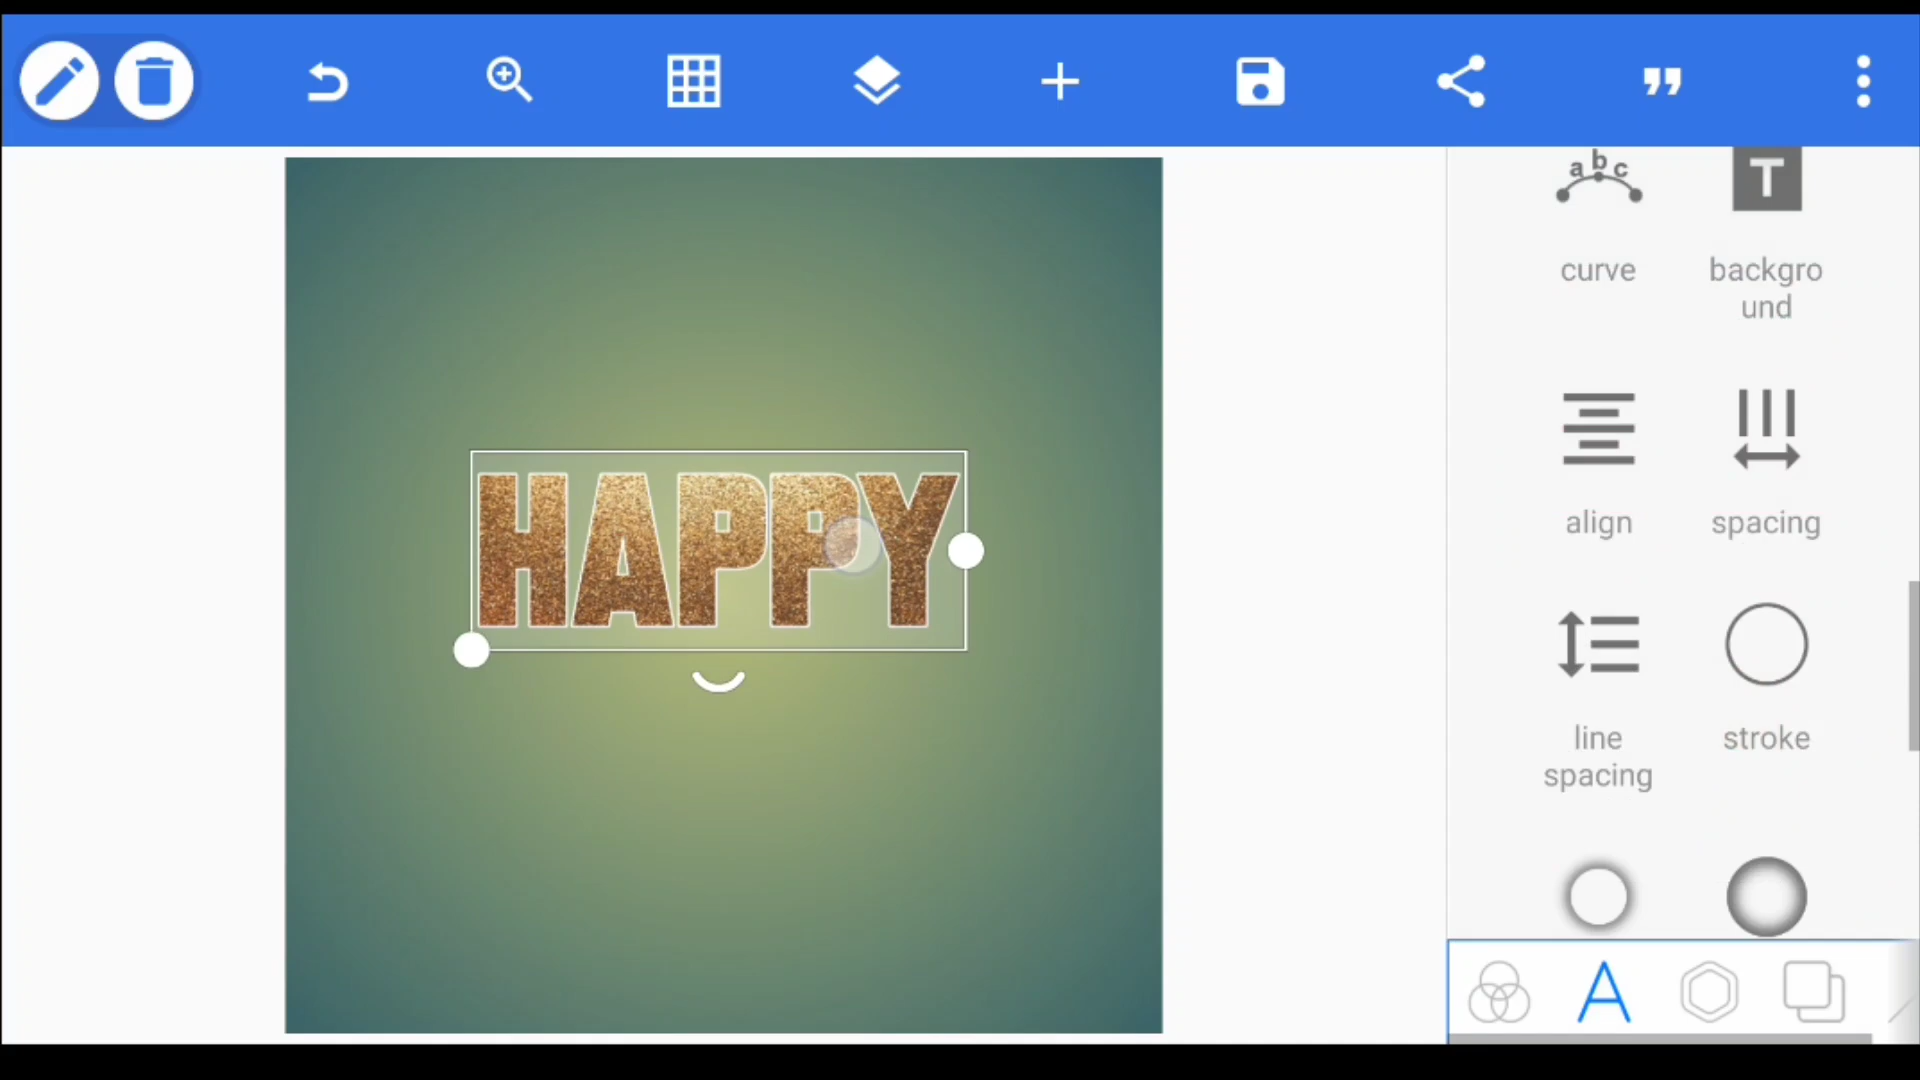 abc
T
curve
backgro
und
align
spacing
line
spacing
stroke
HAPPY
A